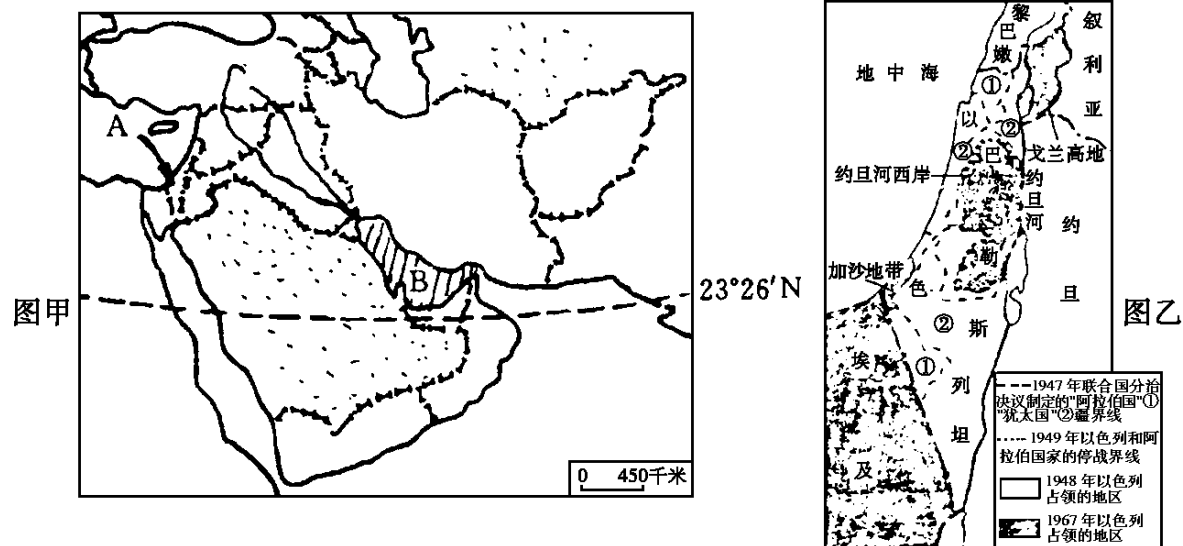 图甲
A
B
23°26′N
0 450千米
图乙
黎
巴
嫩
叙
利
亚
地中海
①
以
②
②
巴
戈兰高地
约旦河西岸
约
旦
河
约
旦
勒
加沙地带
色
②
斯
埃
①
列
坦
及
1947年联合国分治
决议制定的"阿拉伯国"①
"犹太国"②疆界线
1949年以色列和阿
拉伯国家的停战界线
1948年以色列
占领的地区
1967年以色列
占领的地区